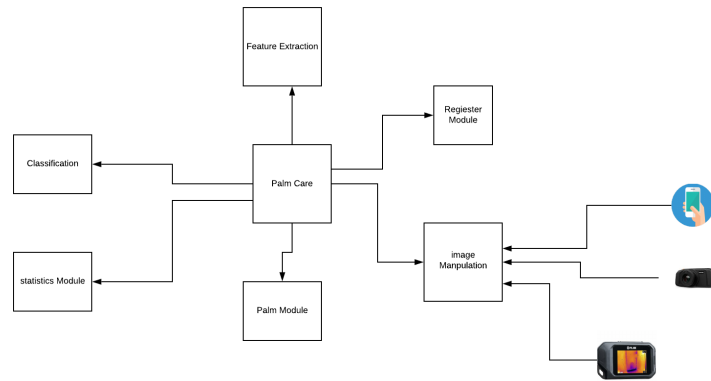 Feature Extraction
Regiester
Module
Classification
Palm Care
image
Manpulation
statistics Module
Palm Module